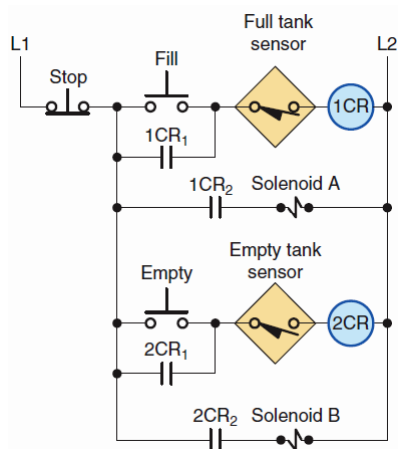 Full tank
sensor
L1
L2
Fill
Stop
1CR
1CR₁
1CR₂ Solenoid A
Empty tank
sensor
Empty
2CR
2CR₁
2CR₂ Solenoid B